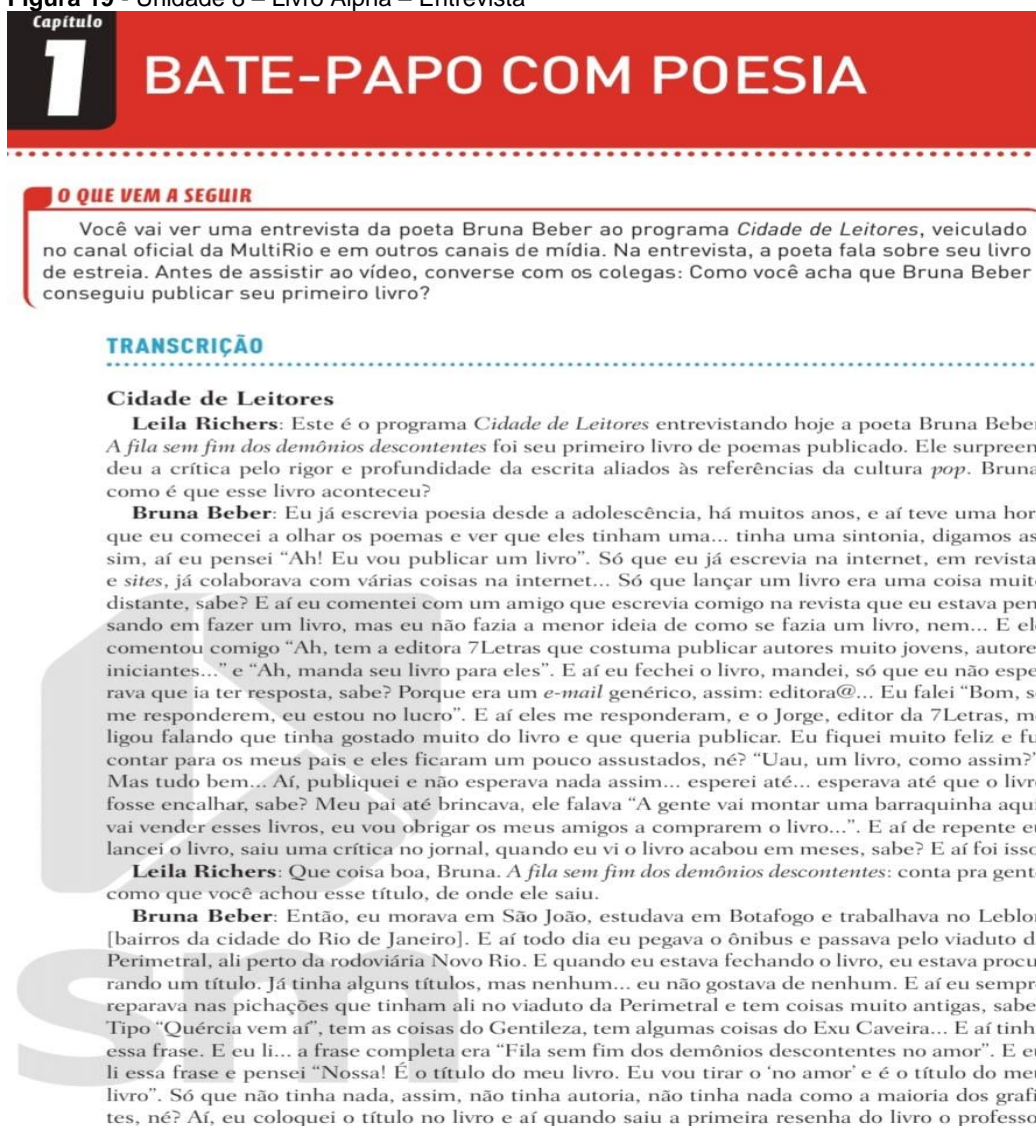 Figura 19 - Unidade 8 – Livro Alpha – Entrevista
Capítulo
1
BATE-PAPO COM POESIA
O QUE VEM A SEGUIR
Você vai ver uma entrevista da poeta Bruna Beber ao programa Cidade de Leitores, veiculado
no canal oficial da MultiRio e em outros canais de mídia. Na entrevista, a poeta fala sobre seu livro
de estreia. Antes de assistir ao vídeo, converse com os colegas: Como você acha que Bruna Beber
conseguiu publicar seu primeiro livro?
TRANSCRIÇÃO
Cidade de Leitores
Leila Richers: Este é o programa Cidade de Leitores entrevistando hoje a poeta Bruna Beber
A fila sem fim dos demônios descontentes foi seu primeiro livro de poemas publicado. Ele surpreen
deu a crítica pelo rigor e profundidade da escrita aliados às referências da cultura pop. Bruna
como é que esse livro aconteceu?
Bruna Beber: Eu já escrevia poesia desde a adolescência, há muitos anos, e aí teve uma hor
que eu comecei a olhar os poemas e ver que eles tinham uma... tinha uma sintonia, digamos as
sim, aí eu pensei “Ah! Eu vou publicar um livro”. Só que eu já escrevia na internet, em revista
e sites, já colaborava com várias coisas na internet... Só que lançar um livro era uma coisa muit
distante, sabe? E aí eu comentei com um amigo que escrevia comigo na revista que eu estava pen
sando em fazer um livro, mas eu não fazia a menor ideia de como se fazia um livro, nem... E el
comentou comigo “Ah, tem a editora 7Letras que costuma publicar autores muito jovens, autore
iniciantes...” e “Ah, manda seu livro para eles”. E aí eu fechei o livro, mandei, só que eu não espe
rava que ia ter resposta, sabe? Porque era um e-mail genérico, assim: editora@... Eu falei “Bom, s
me responderem, eu estou no lucro”. E aí eles me responderam, e o Jorge, editor da 7Letras, m
ligou falando que tinha gostado muito do livro e que queria publicar. Eu fiquei muito feliz e fu
contar para os meus pais e eles ficaram um pouco assustados, né? “Uau, um livro, como assim?”
Mas tudo bem... Aí, publiquei e não esperava nada assim... esperei até... esperava até que o livr
fosse encalhar, sabe? Meu pai até brincava, ele falava “A gente vai montar uma barraquinha aqui
vai vender esses livros, eu vou obrigar os meus amigos a comprarem o livro...”. E aí de repente eu
lancei o livro, saiu uma crítica no jornal, quando eu vi o livro acabou em meses, sabe? E aí foi isso
Leila Richers: Que coisa boa, Bruna. A fila sem fim dos demônios descontentes: conta pra gent
como que você achou esse título, de onde ele saiu.
Bruna Beber: Então, eu morava em São João, estudava em Botafogo e trabalhava no Leblon
[bairros da cidade do Rio de Janeiro]. E aí todo dia eu pegava o ônibus e passava pelo viaduto d
Perimetral, ali perto da rodoviária Novo Rio. E quando eu estava fechando o livro, eu estava procu
rando um título. Já tinha alguns títulos, mas nenhum... eu não gostava de nenhum. E aí eu sempr
reparava nas pichações que tinham ali no viaduto da Perimetral e tem coisas muito antigas, sabe
Tipo “Quércia vem aí”, tem as coisas do Gentileza, tem algumas coisas do Exu Caveira... E aí tinh
essa frase. E eu li... a frase completa era “Fila sem fim dos demônios descontentes no amor”. E eu
li essa frase e pensei “Nossa! É o título do meu livro. Eu vou tirar o ‘no amor’ e é o título do meu
livro”. Só que não tinha nada, assim, não tinha autoria, não tinha nada como a maioria dos grafi
tes, né? Aí, eu coloquei o título no livro e aí quando saiu a primeira resenha do livro o professo
sm